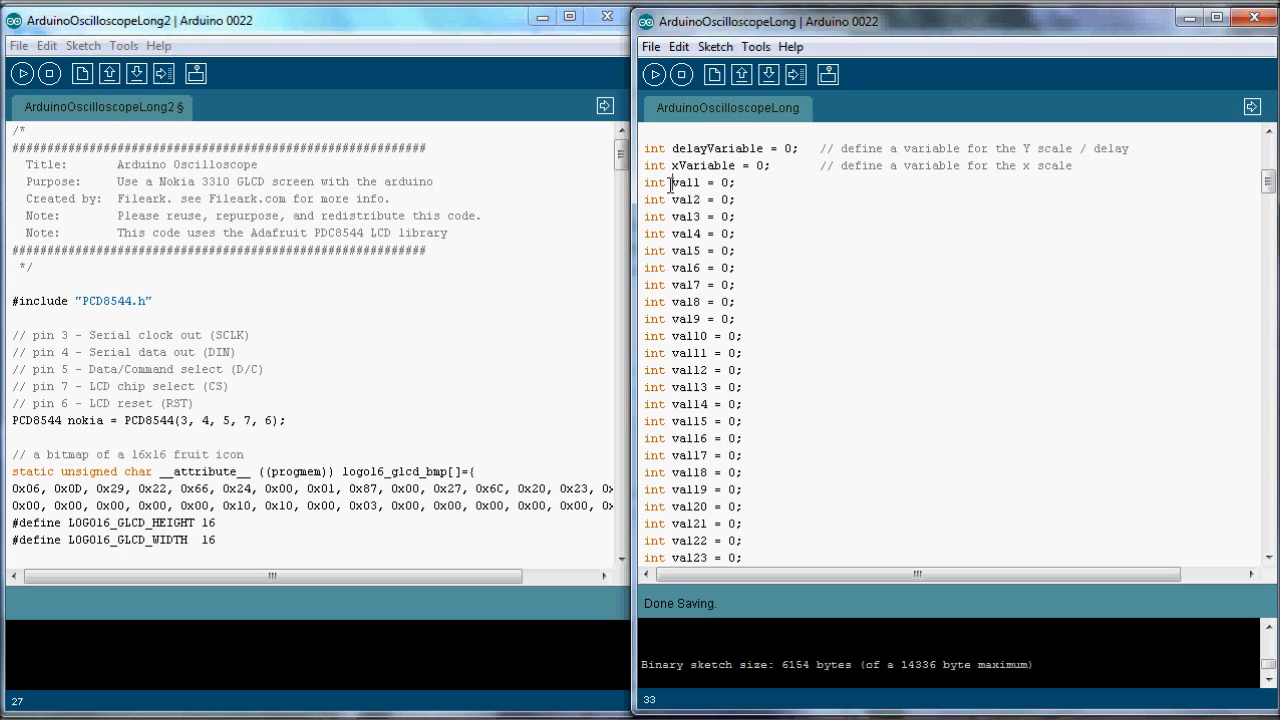 ArduinoOscilloscopeLong2 | Arduino 0022
File Edit Sketch Tools Help
ArduinoOscilloscopeLong2 §
/*
###########################################################
Title: Arduino Oscilloscope
Purpose: Use a Nokia 3310 GLCD screen with the arduino
Created by: Fileark. see Fileark.com for more info.
Note: Please reuse, repurpose, and redistribute this code.
Note: This code uses the Adafruit PDC8544 LCD library
###########################################################
*/
#include "PCD8544.h"
// pin 3 - Serial clock out (SCLK)
// pin 4 - Serial data out (DIN)
// pin 5 - Data/Command select (D/C)
// pin 7 - LCD chip select (CS)
// pin 6 - LCD reset (RST)
PCD8544 nokia = PCD8544(3, 4, 5, 7, 6);
// a bitmap of a 16x16 fruit icon
static unsigned char __attribute__ ((progmem)) logo16_glcd_bmp[]={
0x06, 0x0D, 0x29, 0x22, 0x66, 0x24, 0x00, 0x01, 0x87, 0x00, 0x27, 0x6C, 0x20, 0x23, 0x
0x00, 0x00, 0x00, 0x00, 0x00, 0x10, 0x10, 0x00, 0x03, 0x00, 0x00, 0x00, 0x00, 0x00, 0x
#define LOGO16_GLCD_HEIGHT 16
#define LOGO16_GLCD_WIDTH 16
27
ArduinoOscilloscopeLong | Arduino 0022
File Edit Sketch Tools Help
ArduinoOscilloscopeLong
int delayVariable = 0; // define a variable for the Y scale / delay
int xVariable = 0; // define a variable for the x scale
int val1 = 0;
int val2 = 0;
int val3 = 0;
int val4 = 0;
int val5 = 0;
int val6 = 0;
int val7 = 0;
int val8 = 0;
int val9 = 0;
int val10 = 0;
int val11 = 0;
int val12 = 0;
int val13 = 0;
int val14 = 0;
int val15 = 0;
int val16 = 0;
int val17 = 0;
int val18 = 0;
int val19 = 0;
int val20 = 0;
int val21 = 0;
int val22 = 0;
int val23 = 0;
Done Saving.
Binary sketch size: 6154 bytes (of a 14336 byte maximum)
33